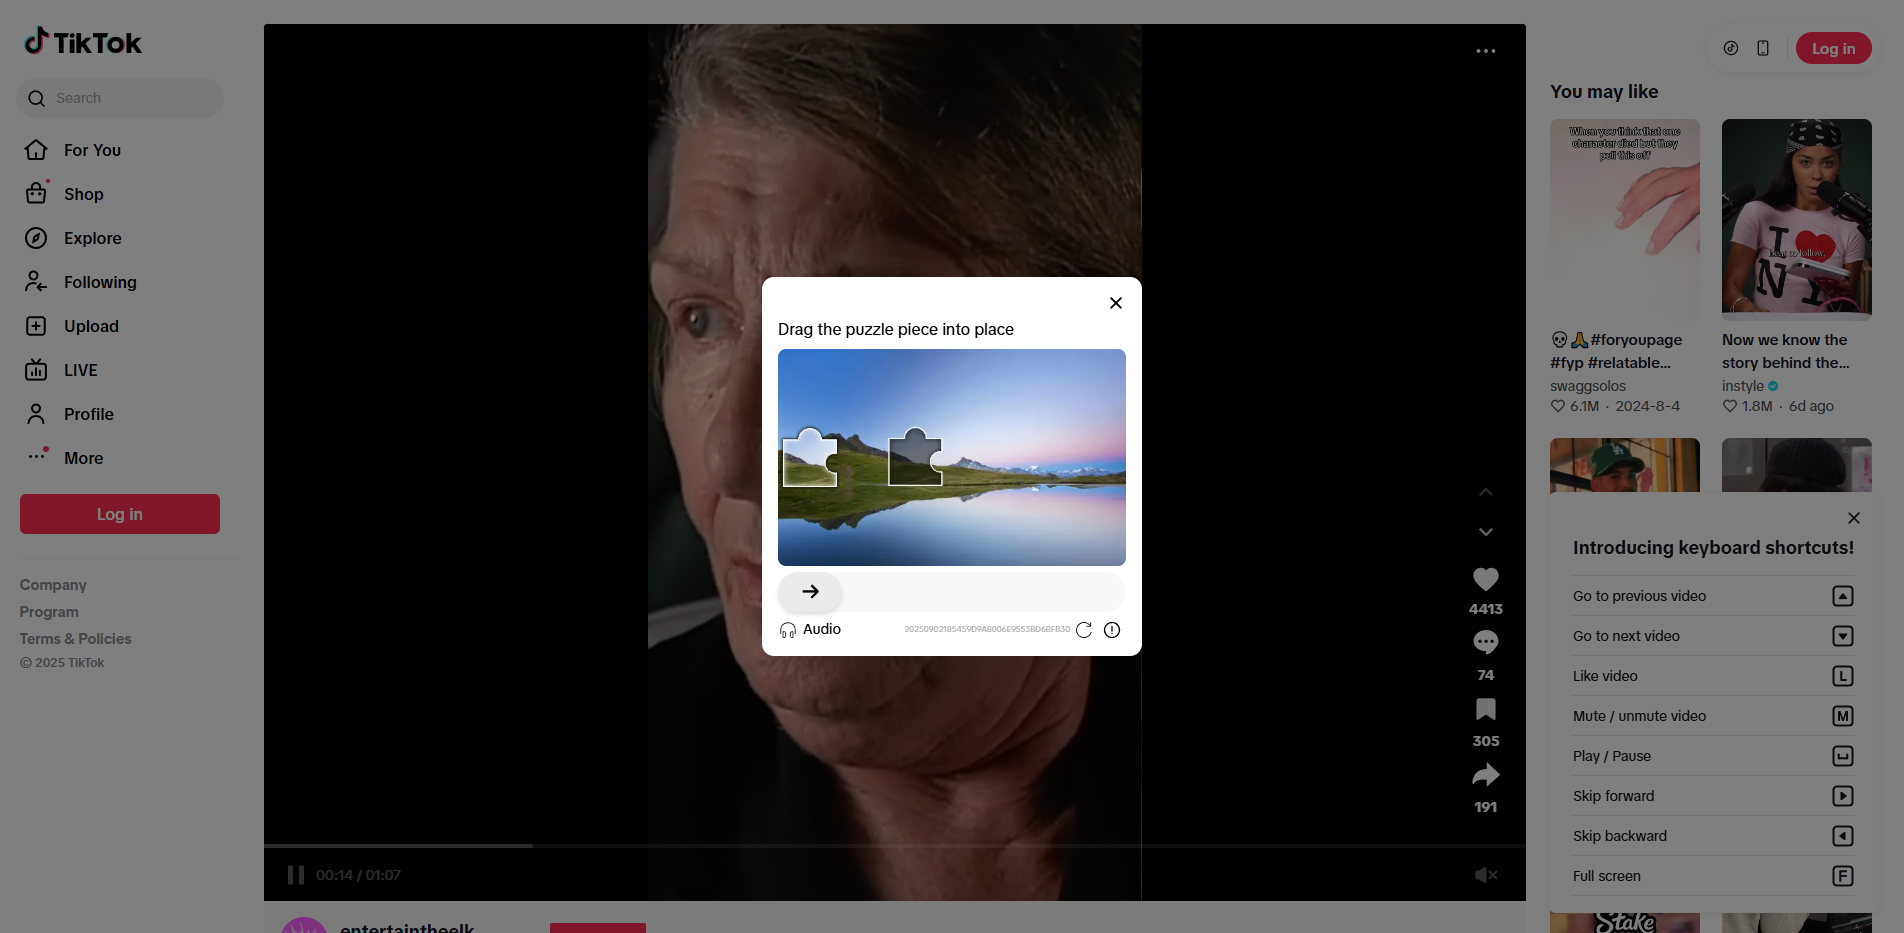 TikTok
Search
For You
Shop
Explore
Following
Upload
LIVE
Profile
More
Log in
Company
Program
Terms & Policies
© 2025 TikTok
Drag the puzzle piece into place
Audio
2025090218545909A8006E9553BD6BFB30
4413
74
305
191
00:14 / 01:07
entertaintheelk
Log in
You may like
When you think that one
character died but they
pull this off
I
NY
💀🙏#foryoupage
#fyp #relatable...
swaggsolos
6.1M · 2024-8-4
Now we know the
story behind the...
instyle
1.8M · 6d ago
Introducing keyboard shortcuts!
Go to previous video
Go to next video
Like video L
Mute / unmute video M
Play / Pause
Skip forward
Skip backward
Full screen F
Stake